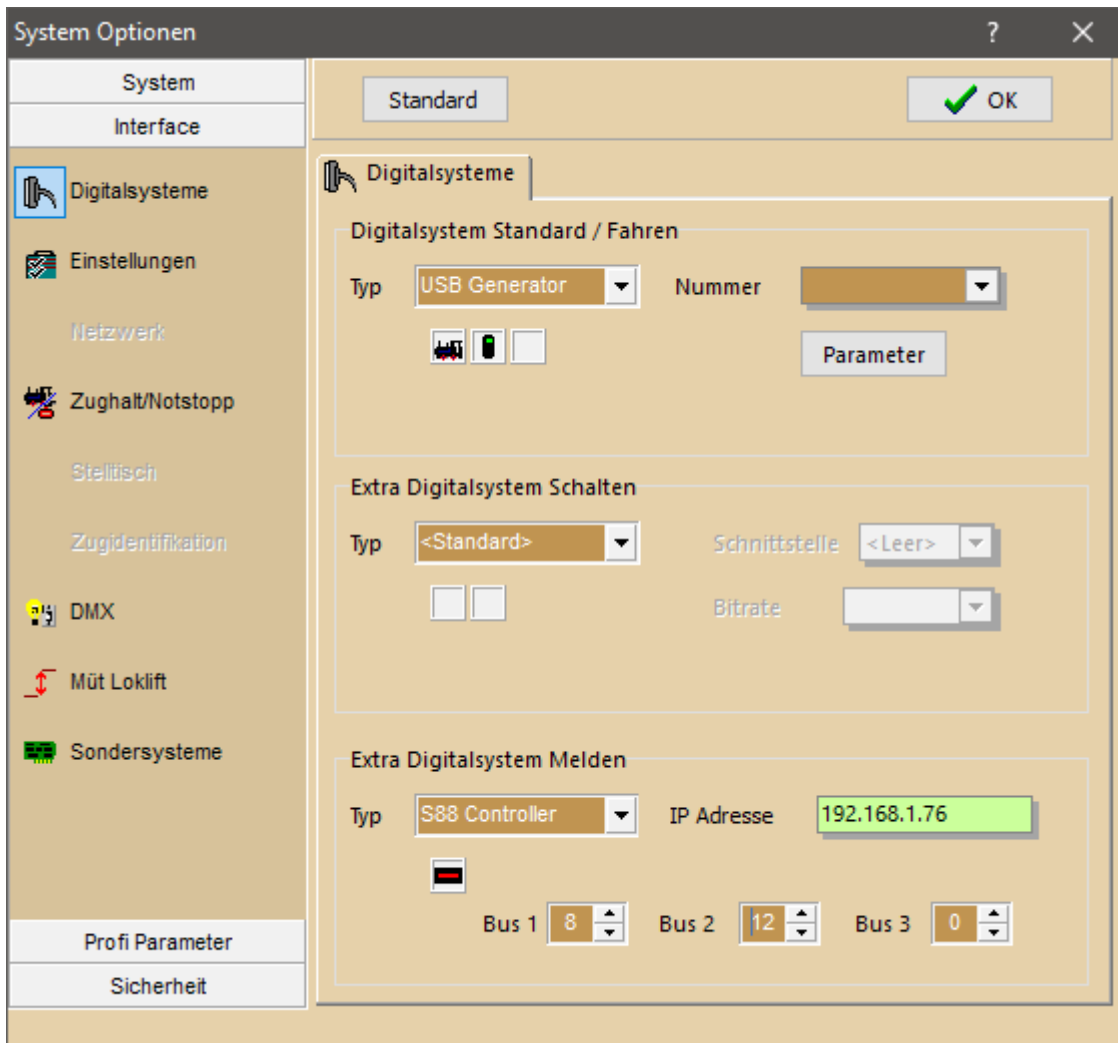 System Optionen ?
System
Interface
Digitalsysteme
Einstellungen
Netzwerk
Zughalt/Notstopp
Stelltisch
Zugidentifikation
DMX
Müt Loklift
Sondersysteme
Profi Parameter
Sicherheit
Standard
OK
Digitalsysteme
Digitalsystem Standard / Fahren
Typ USB Generator Nummer
Parameter
Extra Digitalsystem Schalten
Typ <Standard> Schnittstelle <Leer>
Bitrate
Extra Digitalsystem Melden
Typ S88 Controller IP Adresse 192.168.1.76
Bus 1 8 Bus 2 12 Bus 3 0